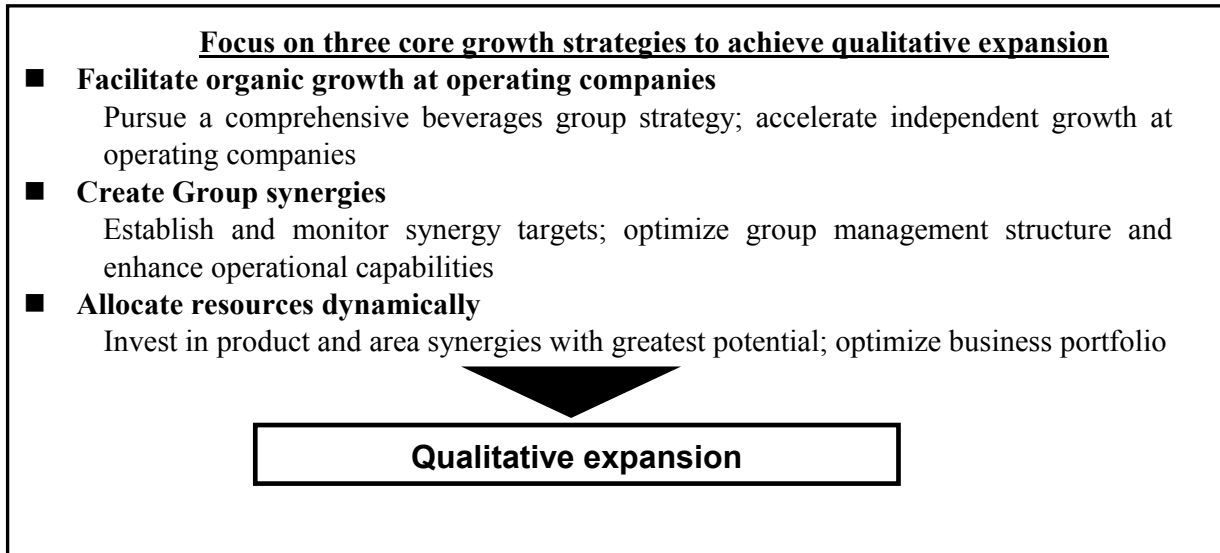 Focus on three core growth strategies to achieve qualitative expansion
■ Facilitate organic growth at operating companies
Pursue a comprehensive beverages group strategy; accelerate independent growth at
operating companies
■ Create Group synergies
Establish and monitor synergy targets; optimize group management structure and
enhance operational capabilities
■ Allocate resources dynamically
Invest in product and area synergies with greatest potential; optimize business portfolio
Qualitative expansion